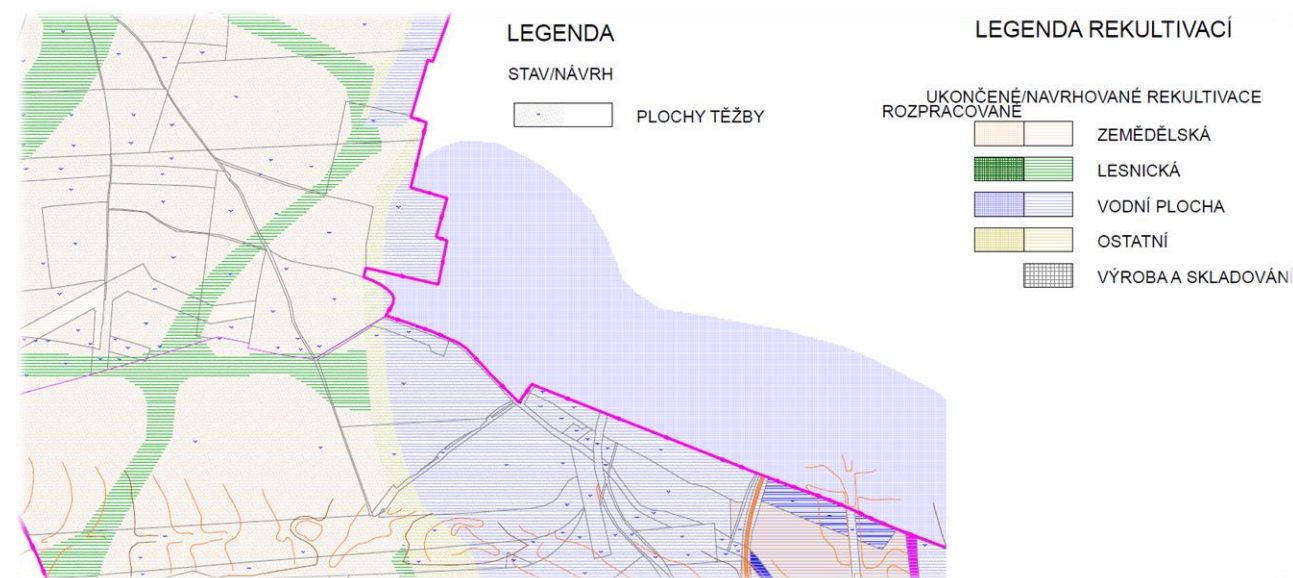 LEGENDA
STAV/NÁVRH
PLOCHY TĚŽBY
LEGENDA REKULTIVACÍ
UKONČENÉ/NAVRHOVANÉ REKULTIVACE
ROZPRACOVANÉ
ZEMĚDĚLSKÁ
LESNICKÁ
VODNÍ PLOCHA
OSTATNÍ
VÝROBA A SKLADOVÁNÍ